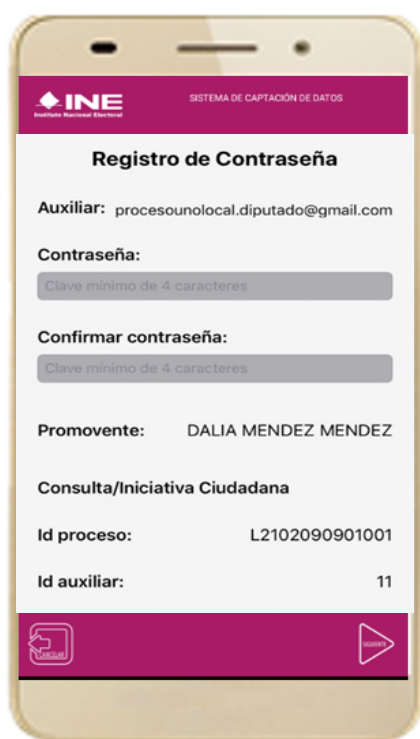 INE
Instituto Nacional Electoral
SISTEMA DE CAPTACIÓN DE DATOS
Registro de Contraseña
Auxiliar: procesounolocal.diputado@gmail.com
Contraseña:
Clave mínimo de 4 caracteres
Confirmar contraseña:
Clave mínimo de 4 caracteres
Promovente: DALIA MENDEZ MENDEZ
Consulta/Iniciativa Ciudadana
Id proceso: L2102090901001
Id auxiliar: 11
CANCELAR SIGUIENTE